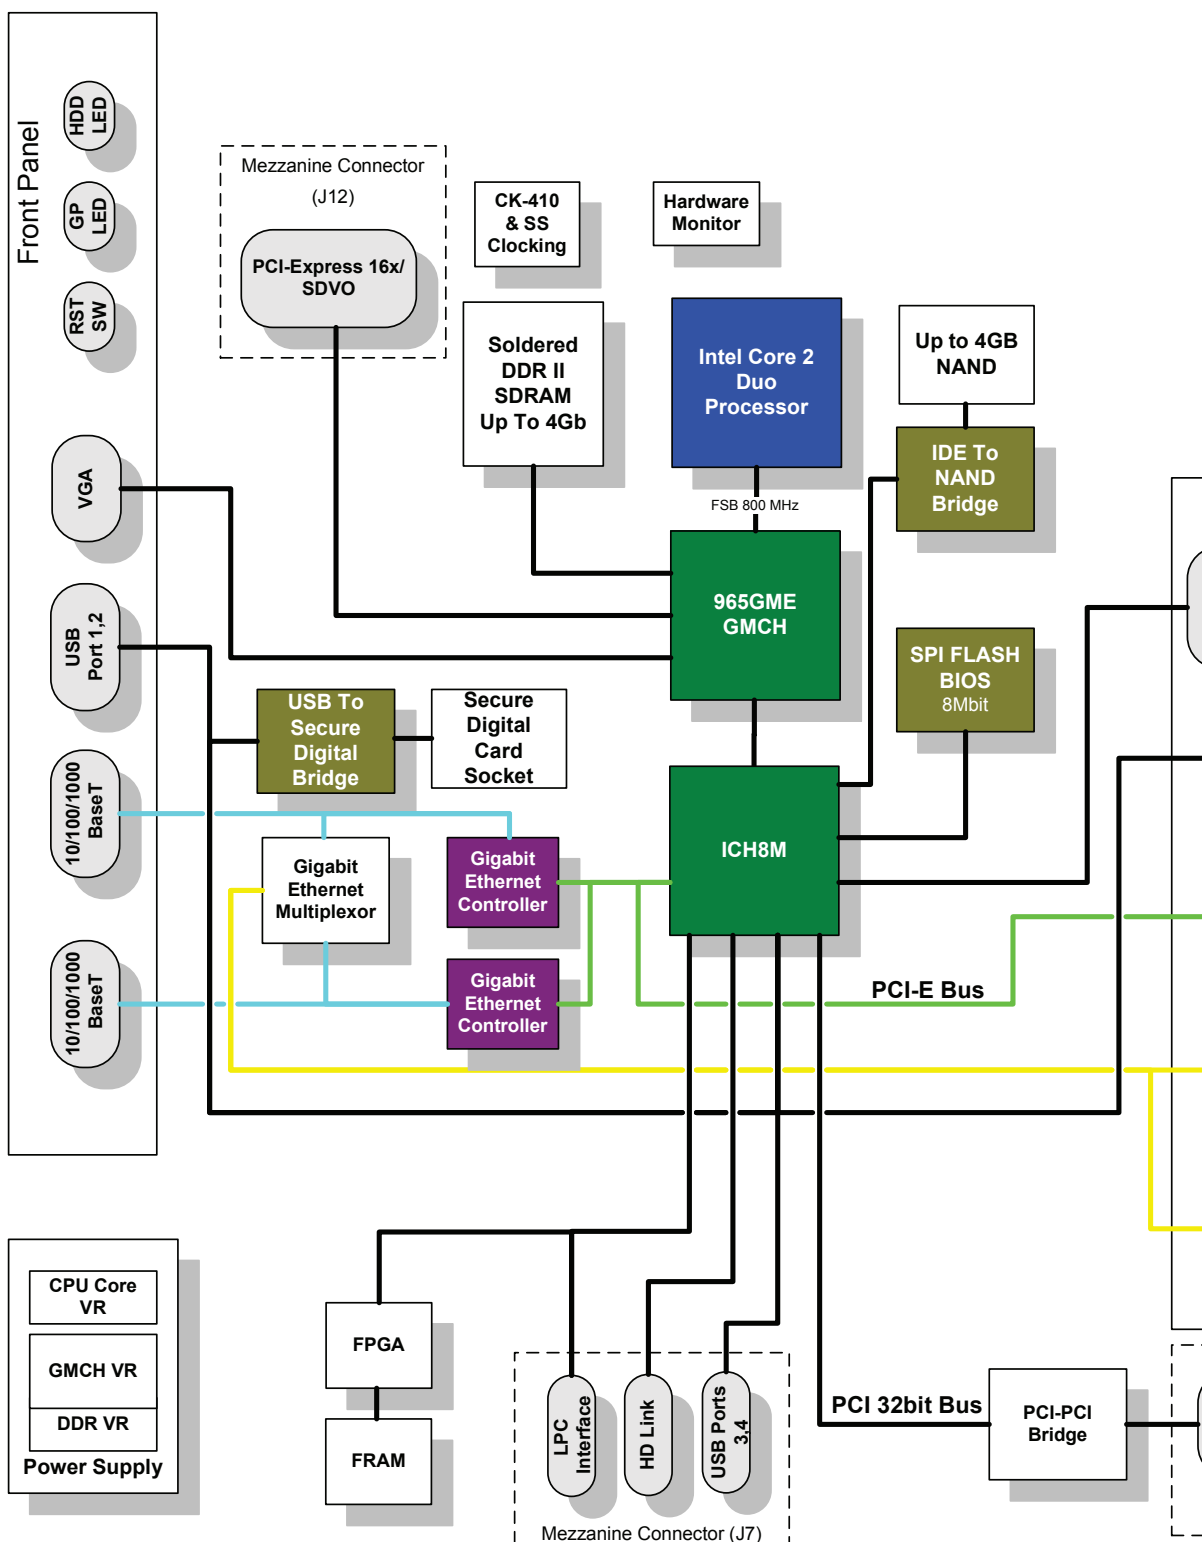 Front Panel
HDD
LED
GP
LED
RST
SW
VGA
USB
Port 1,2
10/100/1000
BaseT
10/100/1000
BaseT
Mezzanine Connector
(J12)
PCI-Express 16x/
SDVO
CK-410
& SS
Clocking
Hardware
Monitor
Soldered
DDR II
SDRAM
Up To 4Gb
Intel Core 2
Duo
Processor
Up to 4GB
NAND
IDE To
NAND
Bridge
FSB 800 MHz
965GME
GMCH
SPI FLASH
BIOS
8Mbit
USB To
Secure
Digital
Bridge
Secure
Digital
Card
Socket
ICH8M
Gigabit
Ethernet
Multiplexor
Gigabit
Ethernet
Controller
Gigabit
Ethernet
Controller
PCI-E Bus
CPU Core
VR
GMCH VR
DDR VR
Power Supply
FPGA
FRAM
LPC
Interface
HD Link
USB Ports
3,4
Mezzanine Connector (J7)
PCI 32bit Bus
PCI-PCI
Bridge